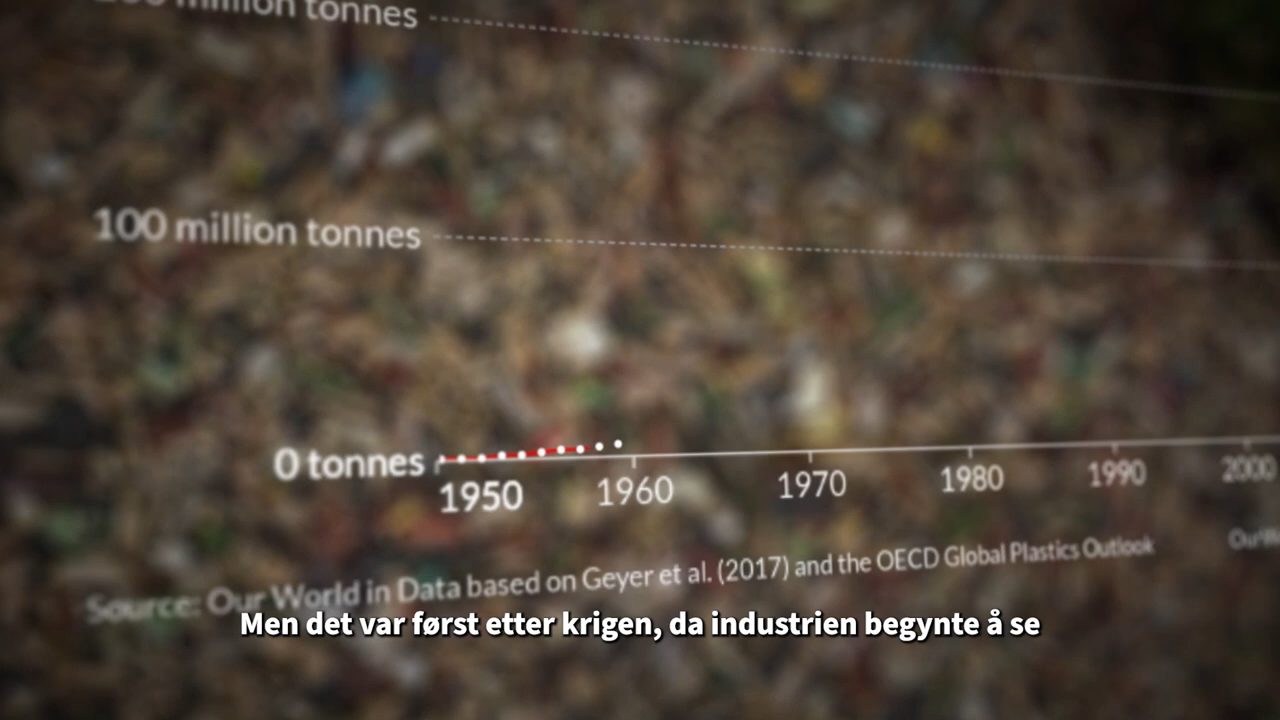 million tonnes
100 million tonnes
0 tonnes
1950 1960 1970 1980 1990 2000
Source: Our World in Data based on Geyer et al. (2017) and the OECD Global Plastics Outlook
Men det var først etter krigen, da industrien begynte å se